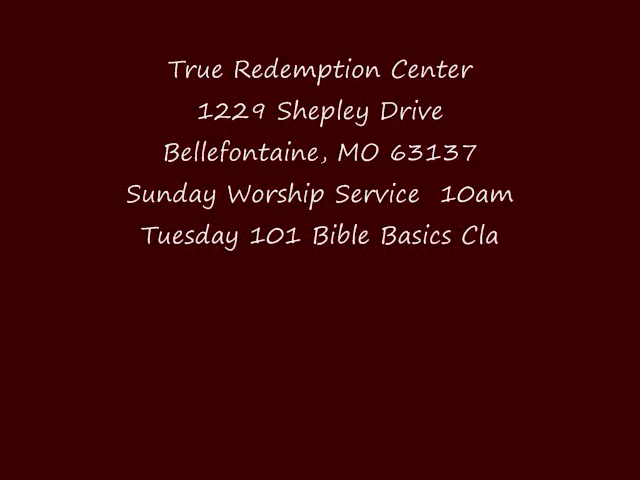 True Redemption Center
1229 Shepley Drive
Bellefontaine, MO 63137
Sunday Worship Service 10am
Tuesday 101 Bible Basics Cla